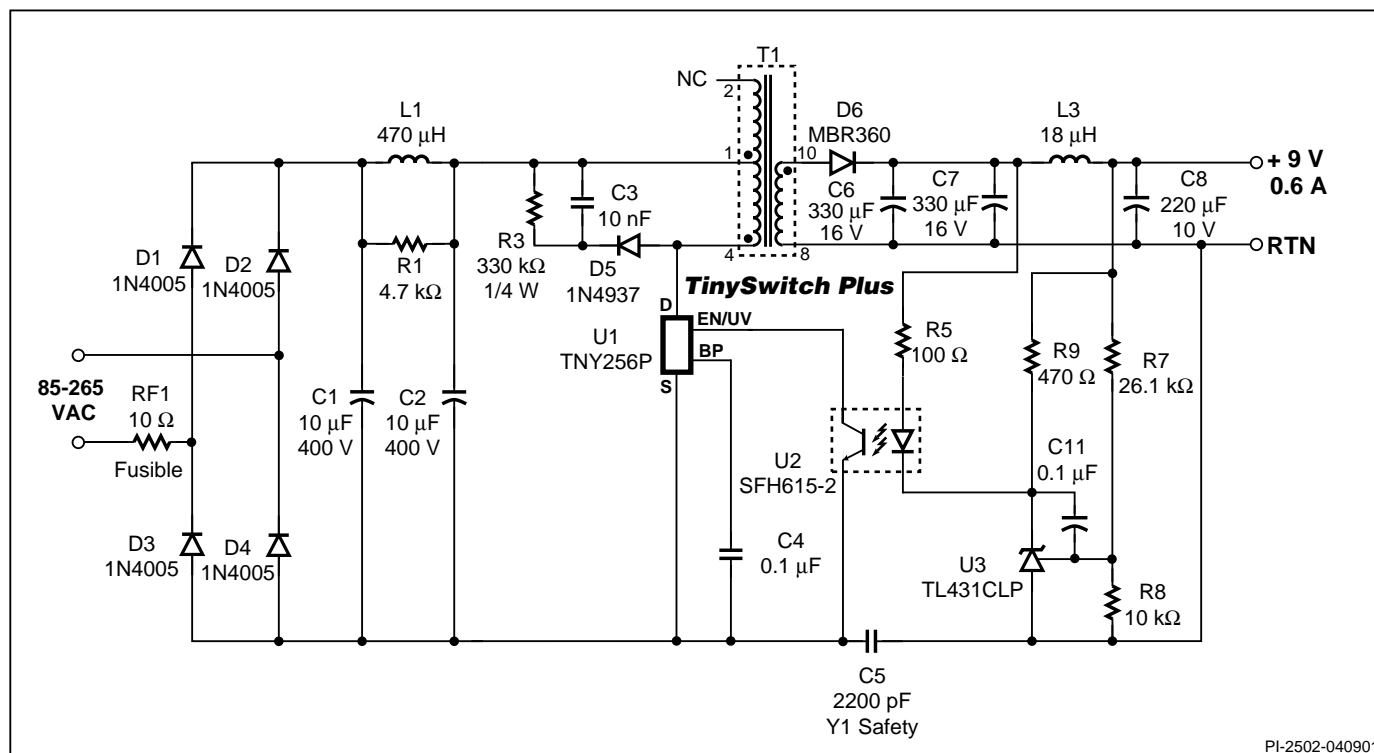 T1
NC
2
L1
470 μH
1
10
D6
MBR360
L3
18 μH
+ 9 V
0.6 A
C3
10 nF
C6
330 μF
16 V
C7
330 μF
16 V
C8
220 μF
10 V
RTN
4
8
D1
1N4005
D2
1N4005
R1
4.7 kΩ
R3
330 kΩ
1/4 W
D5
1N4937
TinySwitch Plus
D
EN/UV
BP
S
U1
TNY256P
R5
100 Ω
R9
470 Ω
R7
26.1 kΩ
85-265
VAC
RF1
10 Ω
Fusible
C1
10 μF
400 V
C2
10 μF
400 V
U2
SFH615-2
C11
0.1 μF
D3
1N4005
D4
1N4005
C4
0.1 μF
U3
TL431CLP
R8
10 kΩ
C5
2200 pF
Y1 Safety
PI-2502-040901